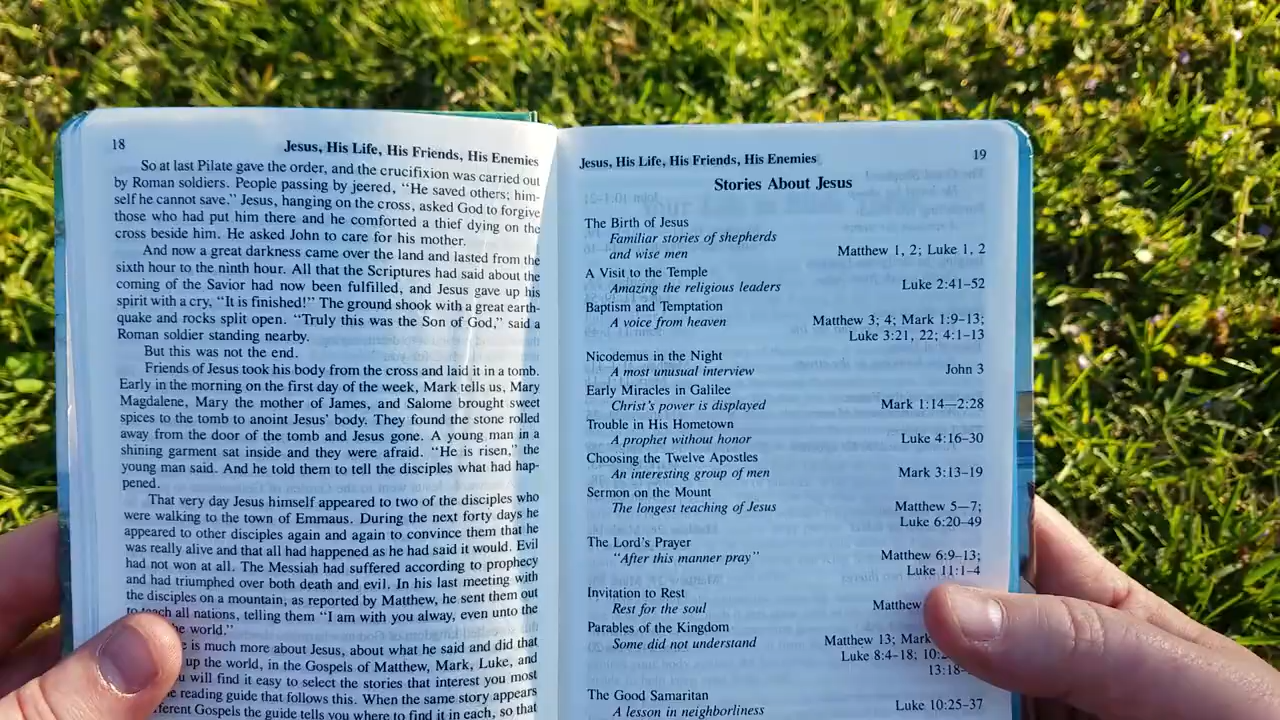 18
Jesus, His Life, His Friends, His Enemies
So at last Pilate gave the order, and the crucifixion was carried out
by Roman soldiers. People passing by jeered, “He saved others; him-
self he cannot save.” Jesus, hanging on the cross, asked God to forgive
those who had put him there and he comforted a thief dying on the
cross beside him. He asked John to care for his mother.
And now a great darkness came over the land and lasted from the
sixth hour to the ninth hour. All that the Scriptures had said about the
coming of the Savior had now been fulfilled, and Jesus gave up his
spirit with a cry, “It is finished!” The ground shook with a great earth-
quake and rocks split open. “Truly this was the Son of God,” said a
Roman soldier standing nearby.
But this was not the end.
Friends of Jesus took his body from the cross and laid it in a tomb.
Early in the morning on the first day of the week, Mark tells us, Mary
Magdalene, Mary the mother of James, and Salome brought sweet
spices to the tomb to anoint Jesus’ body. They found the stone rolled
away from the door of the tomb and Jesus gone. A young man in a
shining garment sat inside and they were afraid. “He is risen,” the
young man said. And he told them to tell the disciples what had hap-
pened.
That very day Jesus himself appeared to two of the disciples who
were walking to the town of Emmaus. During the next forty days he
appeared to other disciples again and again to convince them that he
was really alive and that all had happened as he had said it would. Evil
had not won at all. The Messiah had suffered according to prophecy
and had triumphed over both death and evil. In his last meeting with
the disciples on a mountain, as reported by Matthew, he sent them out
to teach all nations, telling them “I am with you alway, even unto the
world.”
is much more about Jesus, about what he said and did that
up the world, in the Gospels of Matthew, Mark, Luke, and
will find it easy to select the stories that interest you most
reading guide that follows this. When the same story appears
Gospels the guide tells you where to find it in each, so that
Jesus, His Life, His Friends, His Enemies
19
Stories About Jesus
The Birth of Jesus
Familiar stories of shepherds
and wise men Matthew 1, 2; Luke 1, 2
A Visit to the Temple
Amazing the religious leaders Luke 2:41–52
Baptism and Temptation
A voice from heaven Matthew 3; 4; Mark 1:9–13;
Luke 3:21, 22; 4:1–13
Nicodemus in the Night
A most unusual interview John 3
Early Miracles in Galilee
Christ’s power is displayed Mark 1:14—2:28
Trouble in His Hometown
A prophet without honor Luke 4:16–30
Choosing the Twelve Apostles
An interesting group of men Mark 3:13–19
Sermon on the Mount
The longest teaching of Jesus Matthew 5—7;
Luke 6:20–49
The Lord’s Prayer
“After this manner pray” Matthew 6:9–13;
Luke 11:1–4
Invitation to Rest
Rest for the soul Matthew
Parables of the Kingdom
Some did not understand Matthew 13; Mark
Luke 8:4–18;
The Good Samaritan
A lesson in neighborliness Luke 10:25–37